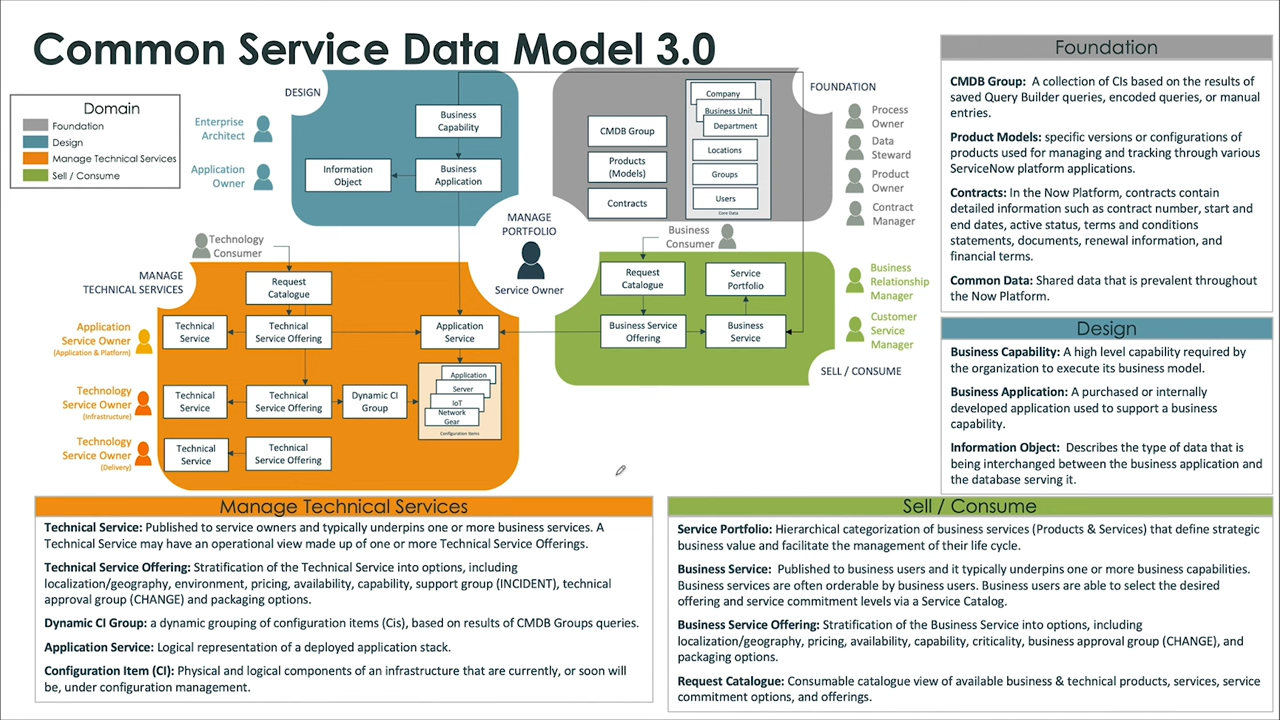 Common Service Data Model 3.0
Domain
Foundation
Design
Manage Technical Services
Sell / Consume
DESIGN
Enterprise
Architect
Application
Owner
Business
Capability
Information
Object
Business
Application
MANAGE
PORTFOLIO
Service Owner
CMDB Group
Products
(Models)
Contracts
Company
Business Unit
Department
Locations
Groups
Users
Core Data
FOUNDATION
Process
Owner
Data
Steward
Product
Owner
Contract
Manager
Technology
Consumer
MANAGE
TECHNICAL SERVICES
Request
Catalogue
Application
Service Owner
(Application & Platform)
Technical
Service
Technical
Service Offering
Application
Service
Technology
Service Owner
(Infrastructure)
Technical
Service
Technical
Service Offering
Dynamic CI
Group
Application
Server
IoT
Network
Gear
Configuration Items
Technology
Service Owner
(Delivery)
Technical
Service
Technical
Service Offering
Business
Consumer
Request
Catalogue
Service
Portfolio
Business Service
Offering
Business
Service
Business
Relationship
Manager
Customer
Service
Manager
SELL / CONSUME
Foundation
CMDB Group: A collection of CIs based on the results of
saved Query Builder queries, encoded queries, or manual
entries.
Product Models: specific versions or configurations of
products used for managing and tracking through various
ServiceNow platform applications.
Contracts: In the Now Platform, contracts contain
detailed information such as contract number, start and
end dates, active status, terms and conditions
statements, documents, renewal information, and
financial terms.
Common Data: Shared data that is prevalent throughout
the Now Platform.
Design
Business Capability: A high level capability required by
the organization to execute its business model.
Business Application: A purchased or internally
developed application used to support a business
capability.
Information Object: Describes the type of data that is
being interchanged between the business application and
the database serving it.
Manage Technical Services
Technical Service: Published to service owners and typically underpins one or more business services. A
Technical Service may have an operational view made up of one or more Technical Service Offerings.
Technical Service Offering: Stratification of the Technical Service into options, including
localization/geography, environment, pricing, availability, capability, support group (INCIDENT), technical
approval group (CHANGE) and packaging options.
Dynamic CI Group: a dynamic grouping of configuration items (Cis), based on results of CMDB Groups queries.
Application Service: Logical representation of a deployed application stack.
Configuration Item (CI): Physical and logical components of an infrastructure that are currently, or soon will
be, under configuration management.
Sell / Consume
Service Portfolio: Hierarchical categorization of business services (Products & Services) that define strategic
business value and facilitate the management of their life cycle.
Business Service: Published to business users and it typically underpins one or more business capabilities.
Business services are often orderable by business users. Business users are able to select the desired
offering and service commitment levels via a Service Catalog.
Business Service Offering: Stratification of the Business Service into options, including
localization/geography, pricing, availability, capability, criticality, business approval group (CHANGE), and
packaging options.
Request Catalogue: Consumable catalogue view of available business & technical products, services, service
commitment options, and offerings.